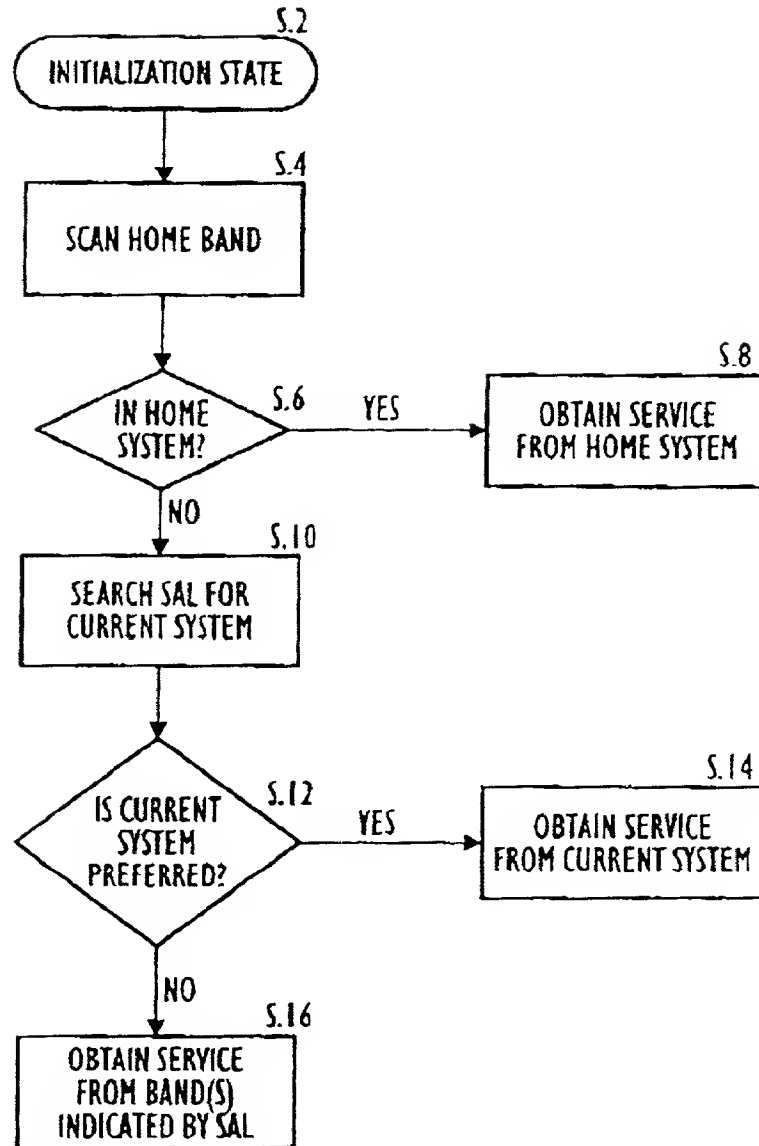 S.2
INITIALIZATION STATE
S.4
SCAN HOME BAND
S.6
IN HOME
SYSTEM?
YES
S.8
OBTAIN SERVICE
FROM HOME SYSTEM
NO
S.10
SEARCH SAL FOR
CURRENT SYSTEM
S.12
IS CURRENT
SYSTEM
PREFERRED?
YES
S.14
OBTAIN SERVICE
FROM CURRENT SYSTEM
NO
S.16
OBTAIN SERVICE
FROM BAND(S)
INDICATED BY SAL